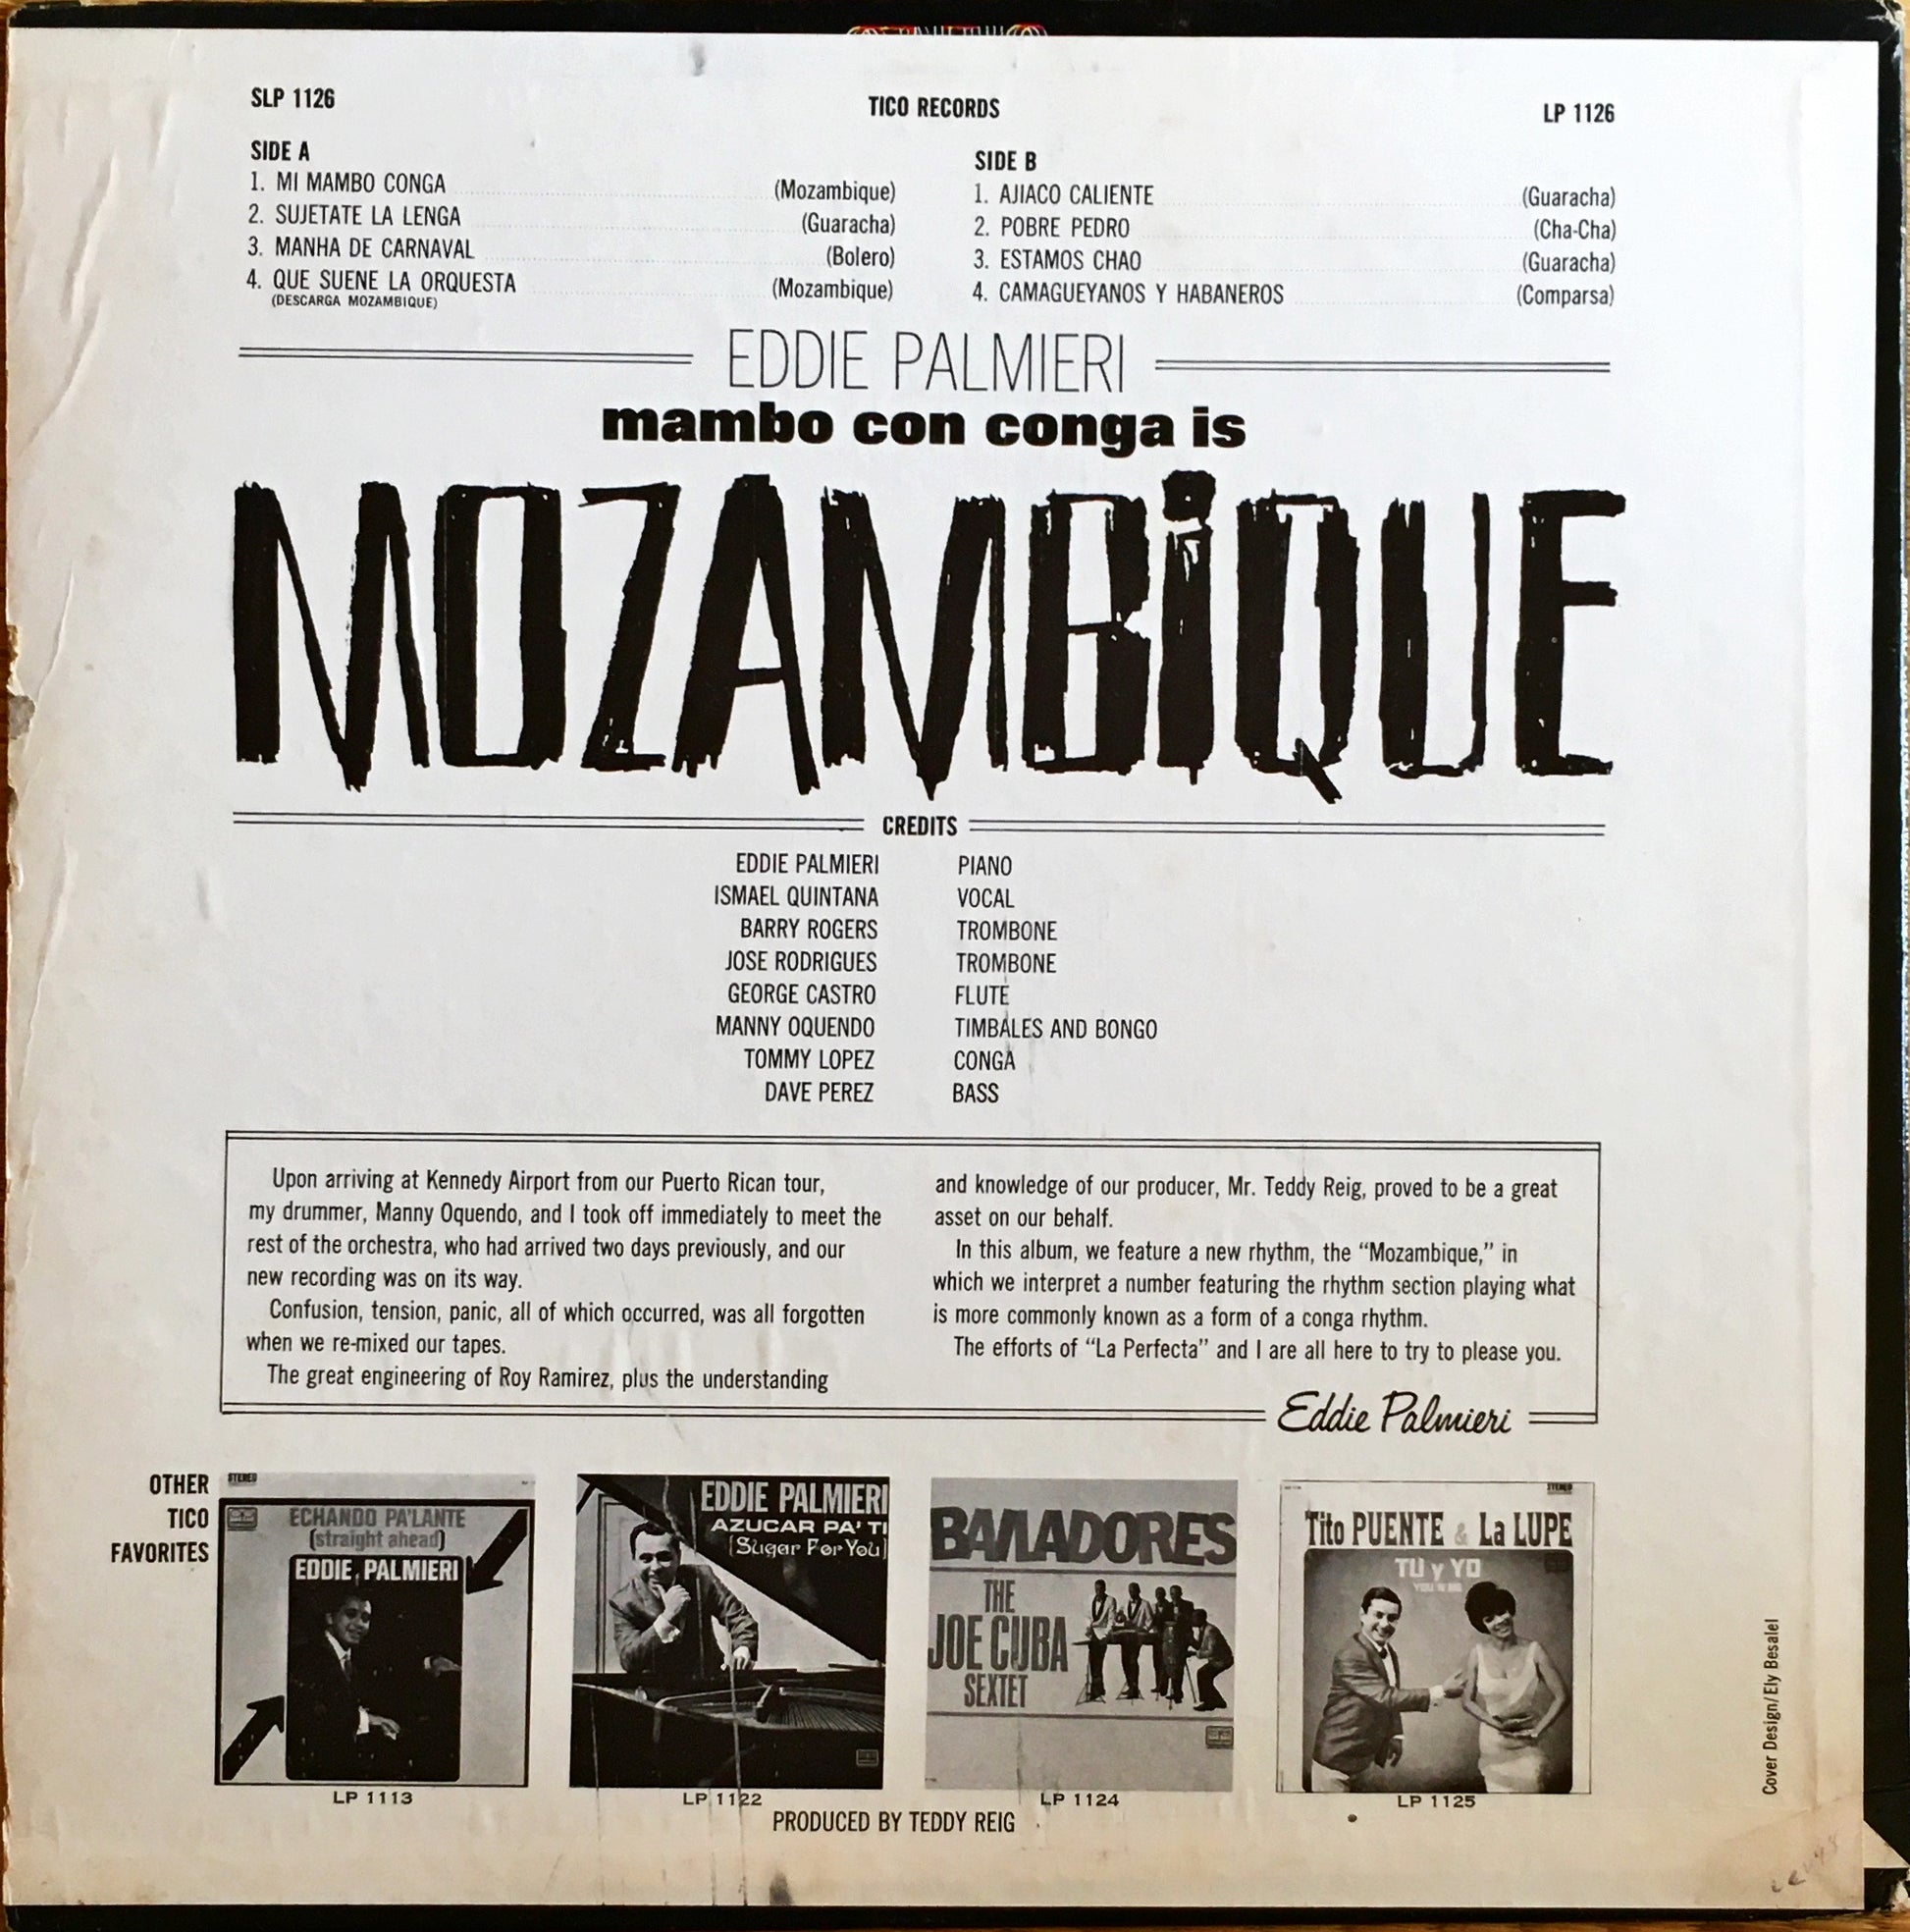 SLP 1126
TICO RECORDS
LP 1126
SIDE A
1. MI MAMBO CONGA (Mozambique)
2. SUJETATE LA LENGA (Guaracha)
3. MANHA DE CARNAVAL (Bolero)
4. QUE SUENE LA ORQUESTA (Mozambique)
(DESCARGA MOZAMBIQUE)
SIDE B
1. AJIACO CALIENTE (Guaracha)
2. POBRE PEDRO (Cha-Cha)
3. ESTAMOS CHAO (Guaracha)
4. CAMAGUEYANOS Y HABANEROS (Comparsa)
EDDIE PALMIERI
mambo con conga is
MOZAMBiQUE
CREDITS
EDDIE PALMIERI PIANO
ISMAEL QUINTANA VOCAL
BARRY ROGERS TROMBONE
JOSE RODRIGUES TROMBONE
GEORGE CASTRO FLUTE
MANNY OQUENDO TIMBALES AND BONGO
TOMMY LOPEZ CONGA
DAVE PEREZ BASS
Upon arriving at Kennedy Airport from our Puerto Rican tour,
my drummer, Manny Oquendo, and I took off immediately to meet the
rest of the orchestra, who had arrived two days previously, and our
new recording was on its way.
Confusion, tension, panic, all of which occurred, was all forgotten
when we re-mixed our tapes.
The great engineering of Roy Ramirez, plus the understanding
and knowledge of our producer, Mr. Teddy Reig, proved to be a great
asset on our behalf.
In this album, we feature a new rhythm, the “Mozambique,” in
which we interpret a number featuring the rhythm section playing what
is more commonly known as a form of a conga rhythm.
The efforts of “La Perfecta” and I are all here to try to please you.
Eddie Palmieri
OTHER
TICO
FAVORITES
STEREO
ECHANDO PA'LANTE
(straight ahead)
EDDIE PALMIERI
LP 1113
EDDIE PALMIERI
AZUCAR PA' TI
(Sugar For You)
LP 1122
BAILADORES
THE
JOE CUBA
SEXTET
LP 1124
STEREO
Tito PUENTE & La LUPE
TU y YO
YOU 'N ME
LP 1125
PRODUCED BY TEDDY REIG
Cover Design/Ely Besalel